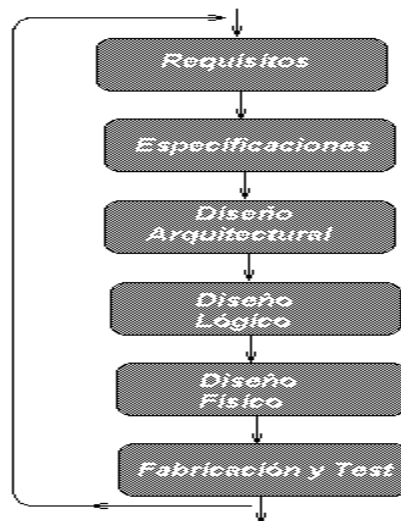 Requisitos
Especificaciones
Diseño
Arquitectural
Diseño
Lógico
Diseño
Físico
Fabricación y Test